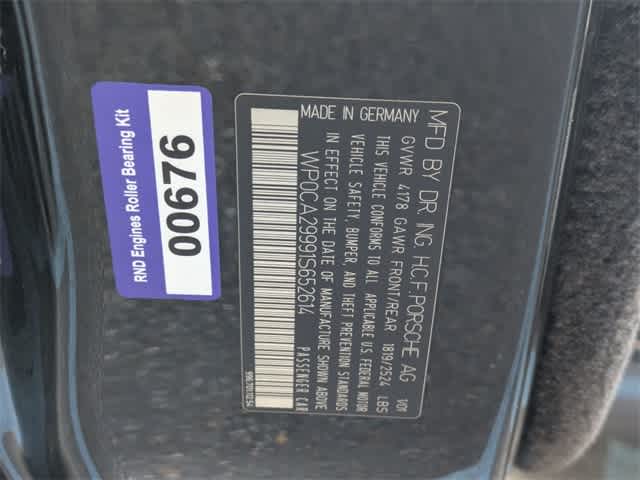 RND Engines Roller Bearing Kit
00676
MFD BY DR. ING. H.C.F. PORSCHE AG
GVWR 4178 GAWR FRONT/REAR 1819/2524 LBS
THIS VEHICLE CONFORMS TO ALL APPLICABLE U.S. FEDERAL MOTOR
VEHICLE SAFETY, BUMPER, AND THEFT PREVENTION STANDARDS
IN EFFECT ON THE DATE OF MANUFACTURE SHOWN ABOVE
MADE IN GERMANY
PASSENGER CAR
WP0CA29991S652614